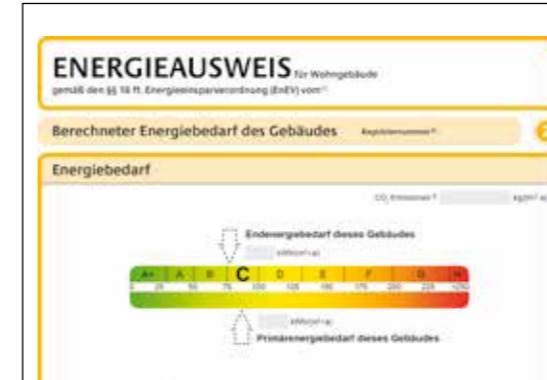 ENERGIEAUSWEIS für Wohngebäude
gemäß den §§ 16 ff. Energieeinsparverordnung (EnEV) vom
Berechneter Energiebedarf des Gebäudes Registriernummer
2
Energiebedarf
CO₂-Emissionen kg/(m²·a)
Endenergiebedarf dieses Gebäudes
kWh/(m²·a)
A+ A B C D E F G H
0 25 50 75 100 125 150 175 200 225 >250
kWh/(m²·a)
Primärenergiebedarf dieses Gebäudes